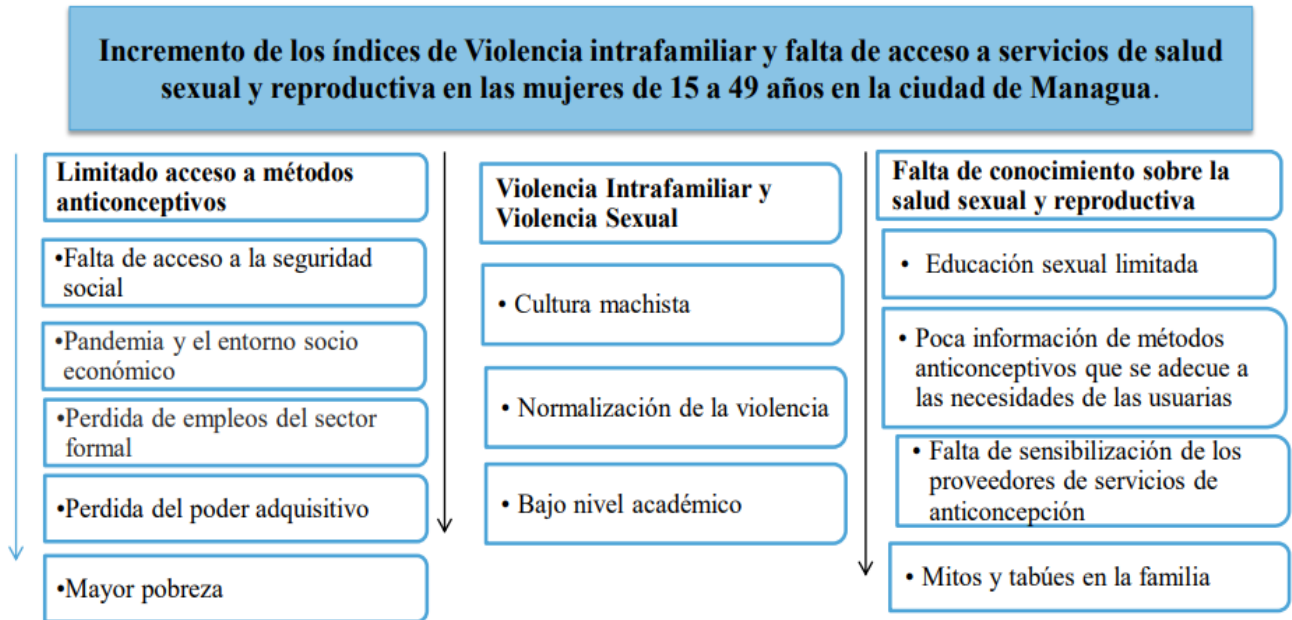 Incremento de los índices de Violencia intrafamiliar y falta de acceso a servicios de salud
sexual y reproductiva en las mujeres de 15 a 49 años en la ciudad de Managua.
Limitado acceso a métodos
anticonceptivos
•Falta de acceso a la seguridad
social
•Pandemia y el entorno socio
económico
•Perdida de empleos del sector
formal
•Perdida del poder adquisitivo
•Mayor pobreza
Violencia Intrafamiliar y
Violencia Sexual
• Cultura machista
• Normalización de la violencia
• Bajo nivel académico
Falta de conocimiento sobre la
salud sexual y reproductiva
• Educación sexual limitada
• Poca información de métodos
anticonceptivos que se adecue a
las necesidades de las usuarias
• Falta de sensibilización de los
proveedores de servicios de
anticoncepción
• Mitos y tabúes en la familia